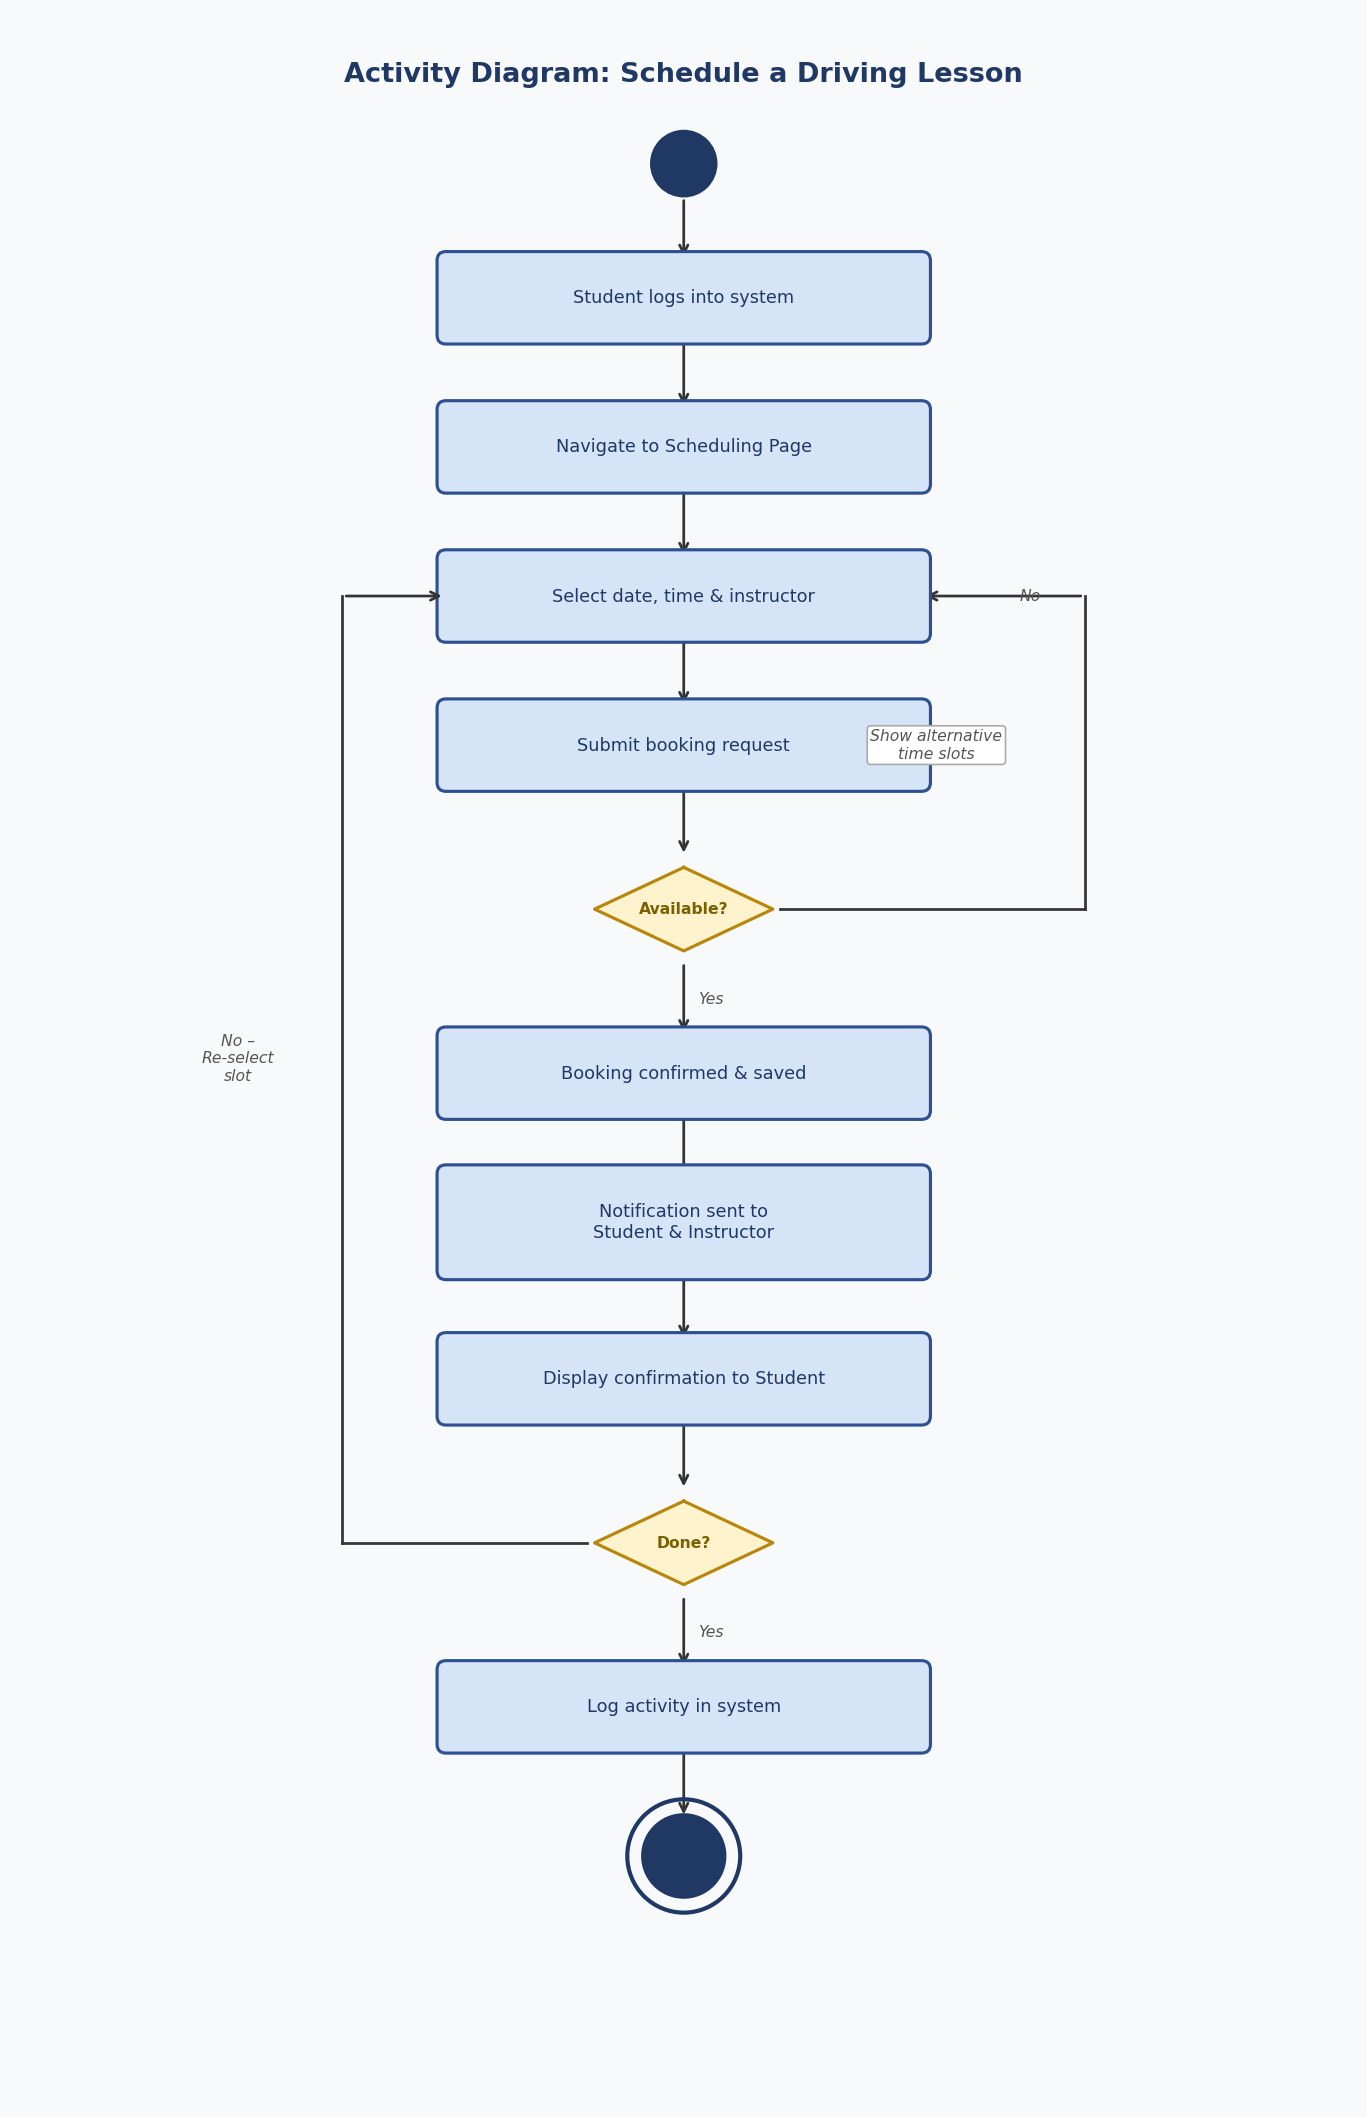 Activity Diagram: Schedule a Driving Lesson
Student logs into system
Navigate to Scheduling Page
Select date, time & instructor
No
Submit booking request
Show alternative
time slots
Available?
Yes
No –
Re-select
slot
Booking confirmed & saved
Notification sent to
Student & Instructor
Display confirmation to Student
Done?
Yes
Log activity in system